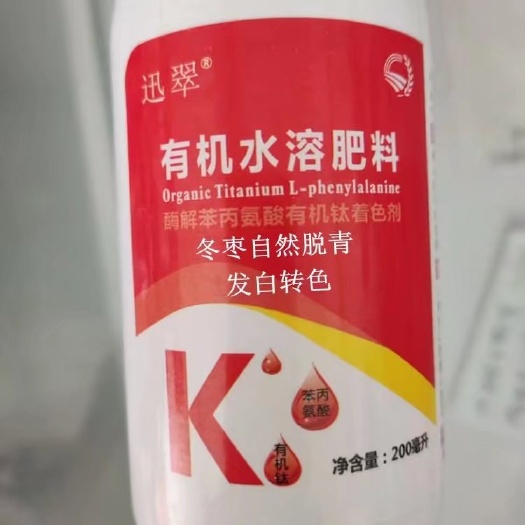 迅翠®
有机水溶肥料
Organic Titanium L-phenylalanine
酶解苯丙氨酸有机钛着色剂
冬枣自然脱青
发白转色
K
苯丙
氨酸
有机钛
净含量：200毫升